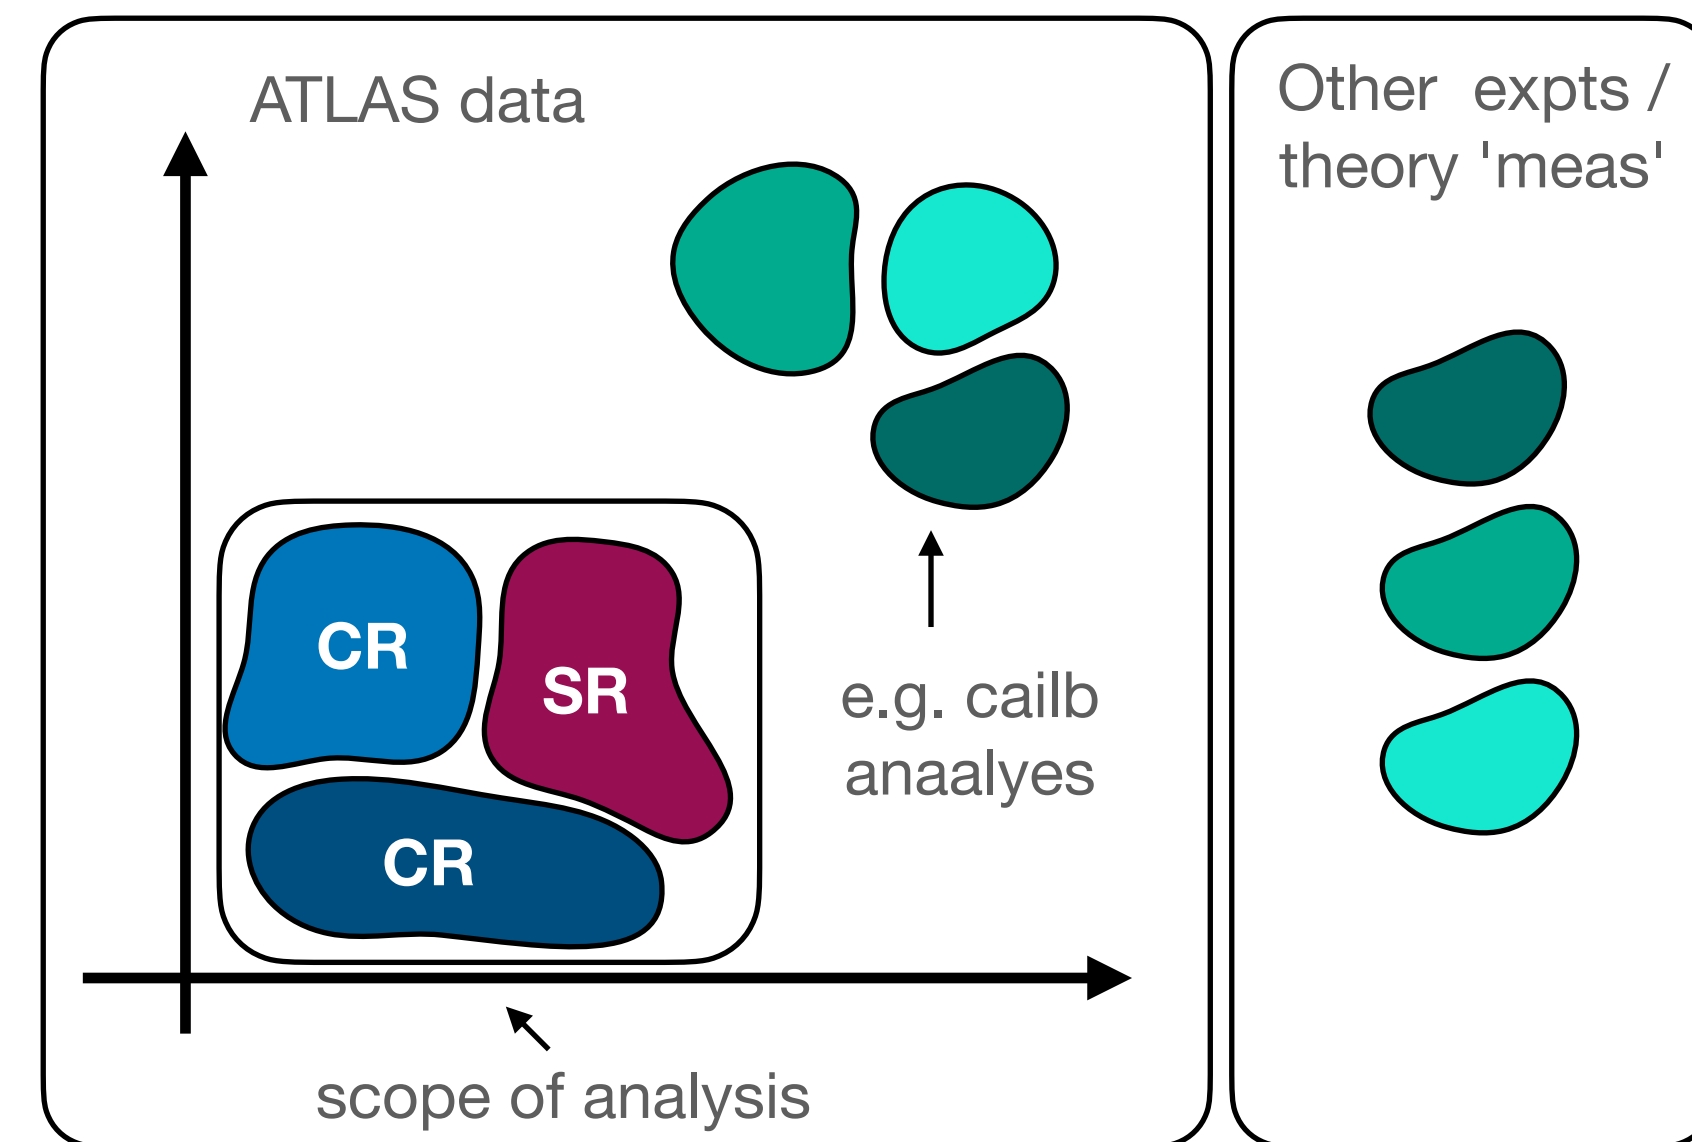 ATLAS data
Other expts /
theory 'meas'
CR
SR
CR
e.g. cailb
anaalyes
scope of analysis